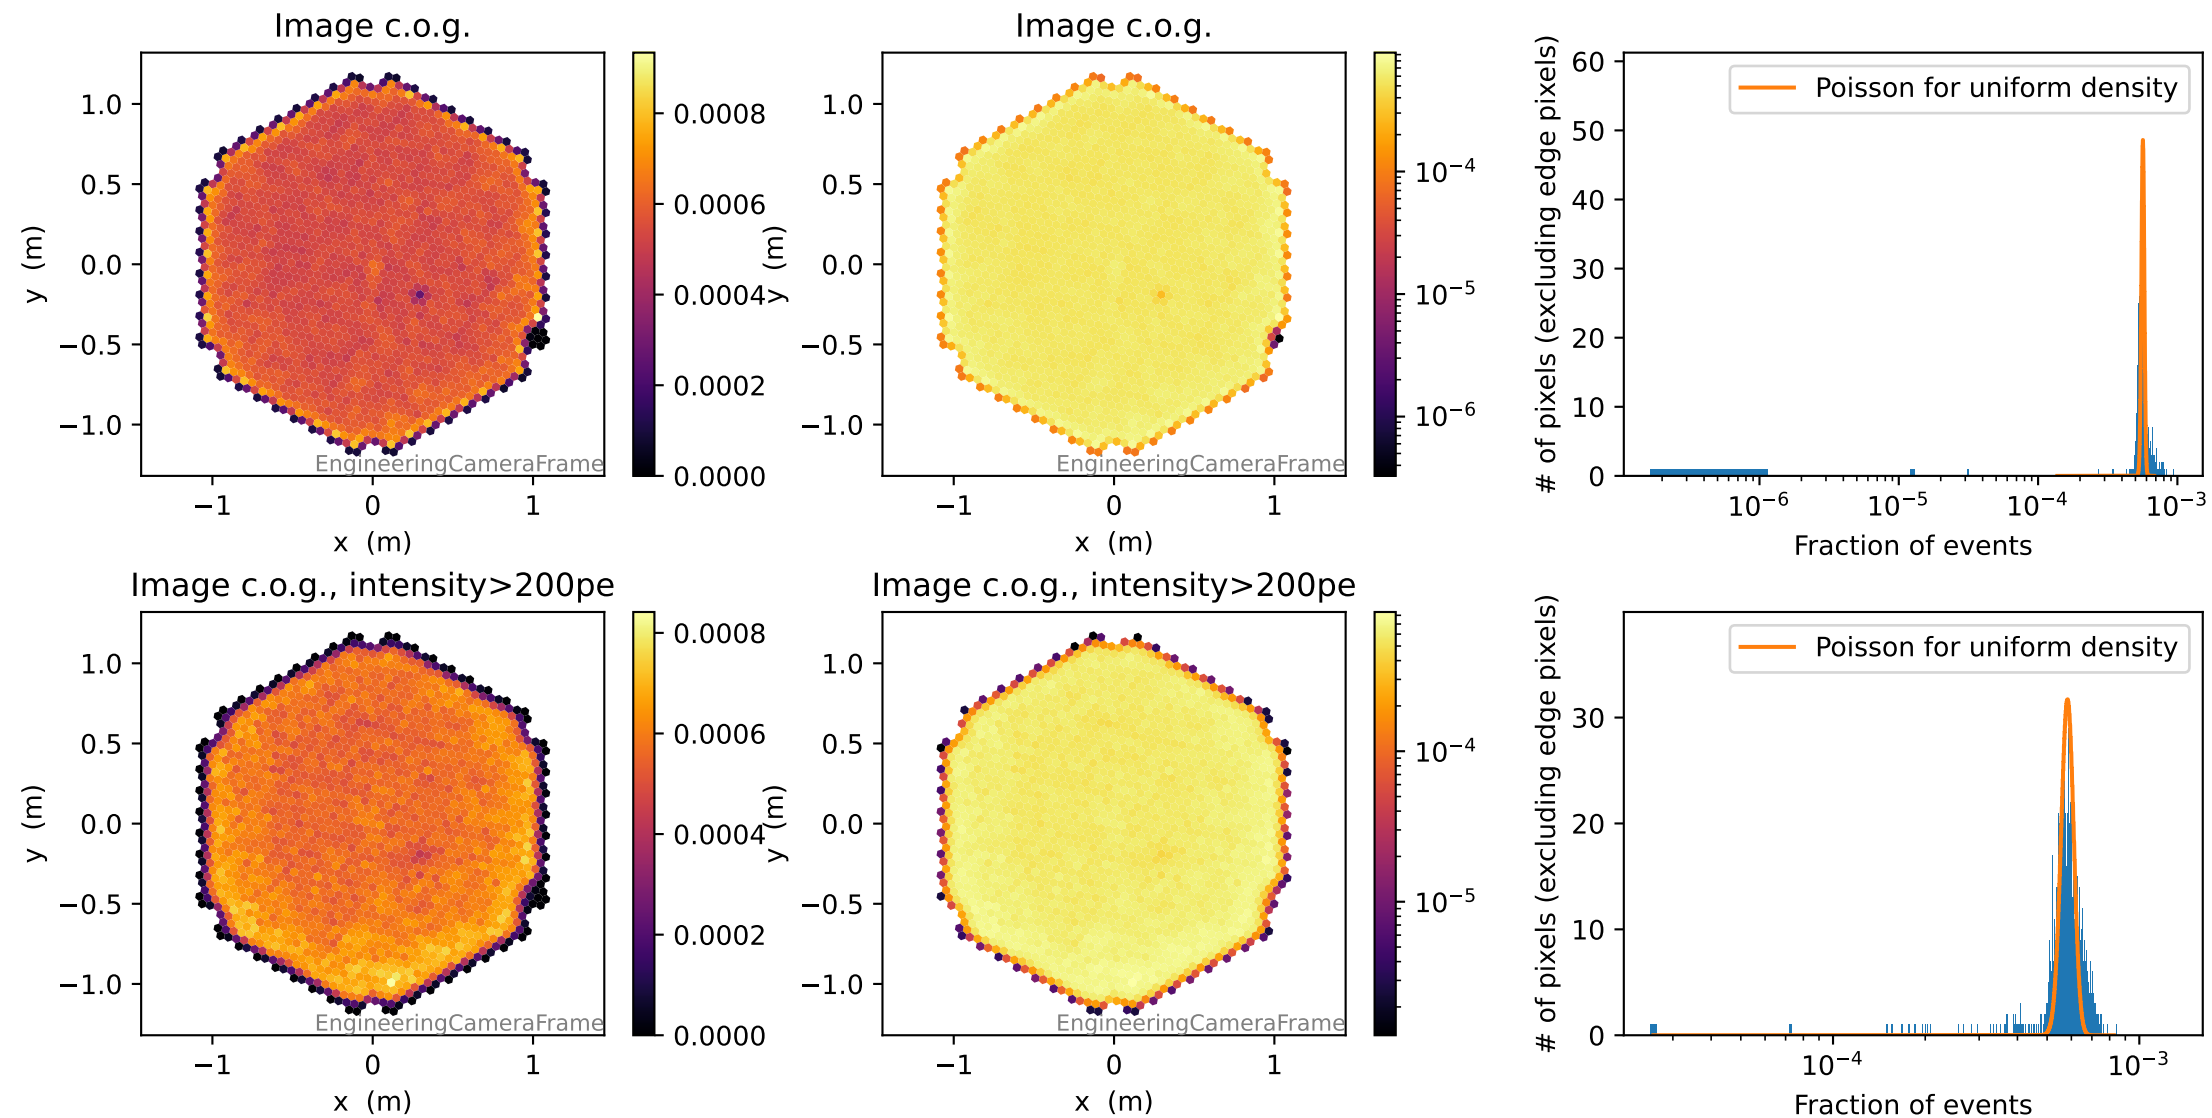 Image c.o.g.
1.0
0.5
0.0
−0.5
−1.0
y (m)
−1
0
1
x (m)
EngineeringCameraFrame
0.0008
0.0006
0.0004
0.0002
0.0000
Image c.o.g.
1.0
0.5
0.0
−0.5
−1.0
y (m)
−1
0
1
x (m)
EngineeringCameraFrame
10⁻⁴
10⁻⁵
10⁻⁶
# of pixels (excluding edge pixels)
60
50
40
30
20
10
0
Poisson for uniform density
10⁻⁶
10⁻⁵
10⁻⁴
10⁻³
Fraction of events
Image c.o.g., intensity>200pe
1.0
0.5
0.0
−0.5
−1.0
y (m)
−1
0
1
x (m)
EngineeringCameraFrame
0.0008
0.0006
0.0004
0.0002
0.0000
Image c.o.g., intensity>200pe
1.0
0.5
0.0
−0.5
−1.0
y (m)
−1
0
1
x (m)
EngineeringCameraFrame
10⁻⁴
10⁻⁵
# of pixels (excluding edge pixels)
30
20
10
0
Poisson for uniform density
10⁻⁴
10⁻³
Fraction of events